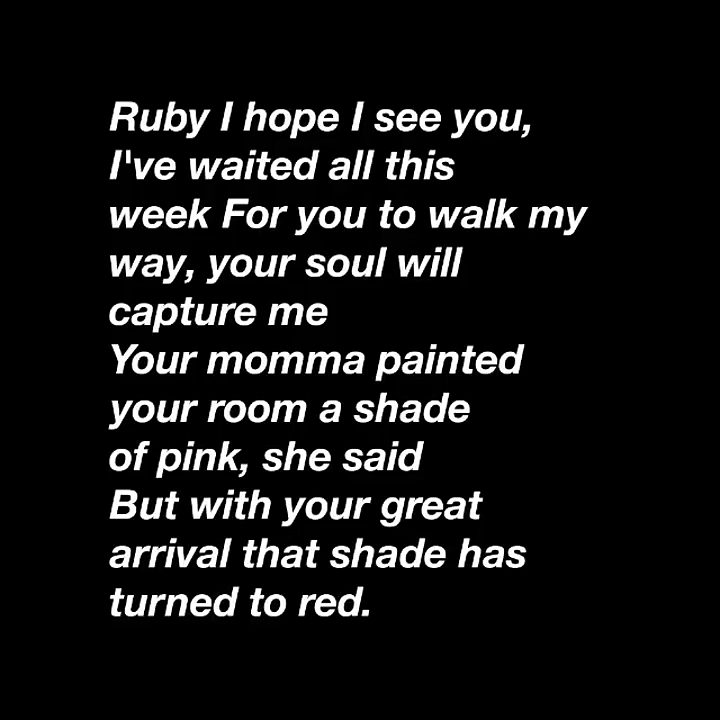 Ruby I hope I see you,
I've waited all this
week For you to walk my
way, your soul will
capture me
Your momma painted
your room a shade
of pink, she said
But with your great
arrival that shade has
turned to red.